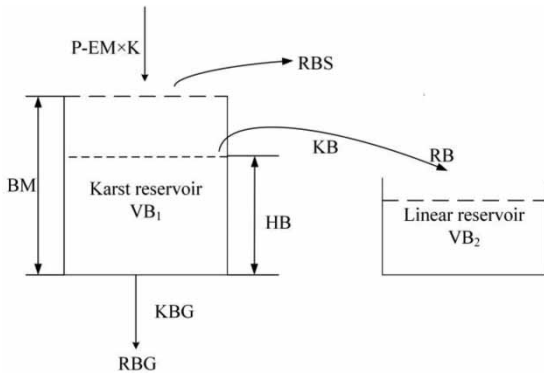 P-EM×K
RBS
KB
RB
BM
Karst reservoir
VB₁
HB
Linear reservoir
VB₂
KBG
RBG